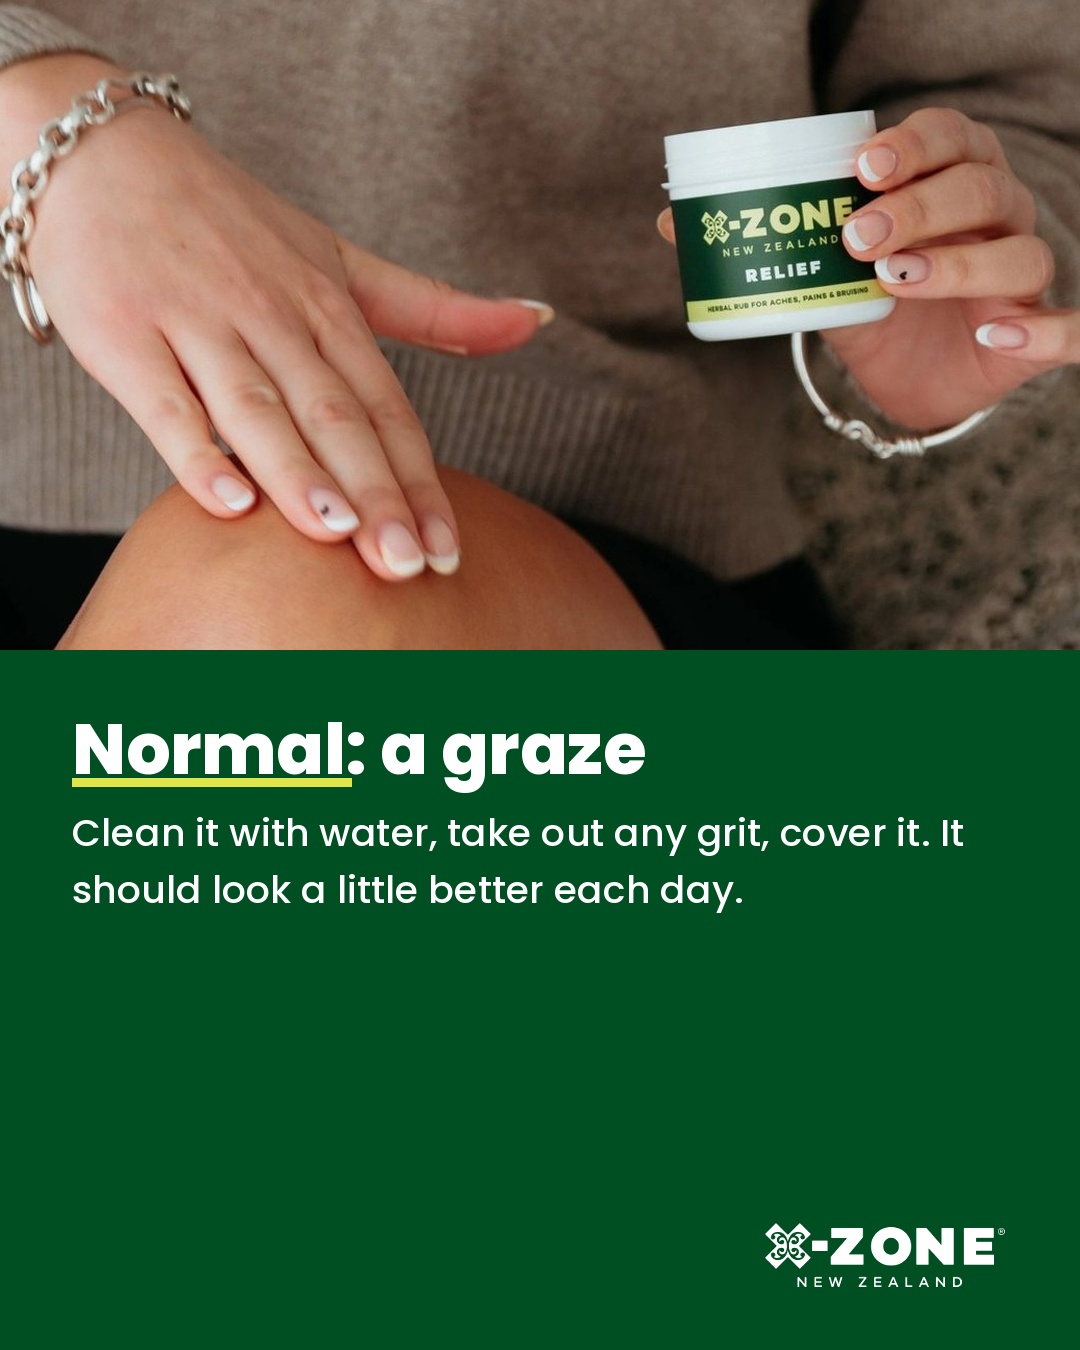 X-ZONE
NEW ZEALAND
RELIEF
HERBAL RUB FOR ACHES, PAINS & BRUISING
Normal: a graze
Clean it with water, take out any grit, cover it. It
should look a little better each day.
X-ZONE®
NEW ZEALAND